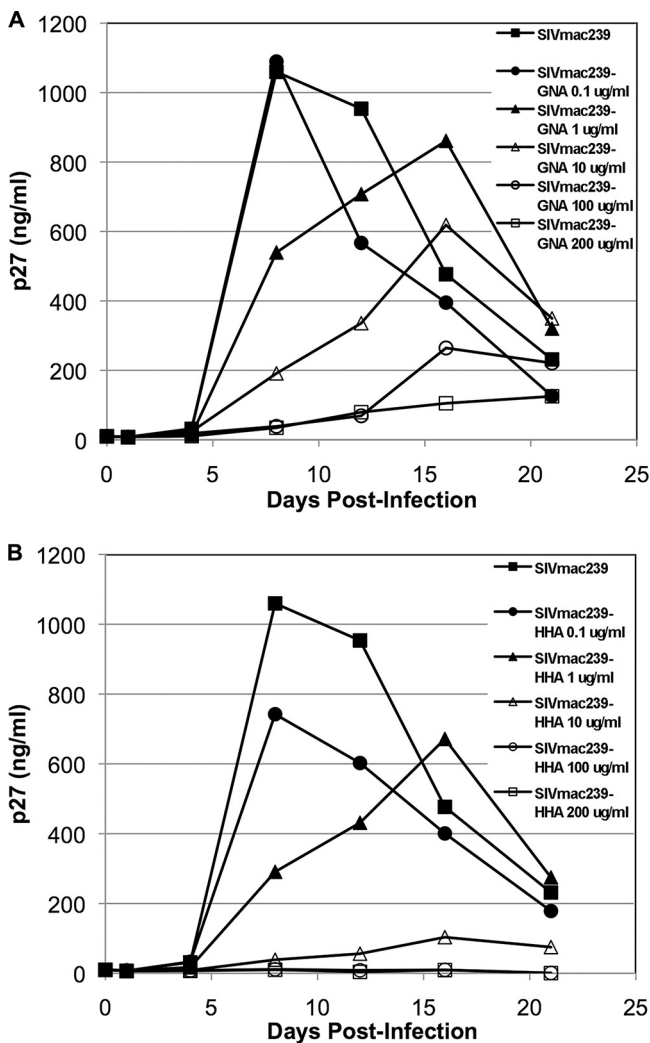 A
1200
1000
800
600
400
200
0
p27 (ng/ml)
SIVmac239
SIVmac239-
GNA 0.1 ug/ml
SIVmac239-
GNA 1 ug/ml
SIVmac239-
GNA 10 ug/ml
SIVmac239-
GNA 100 ug/ml
SIVmac239-
GNA 200 ug/ml
0 5 10 15 20 25
Days Post-Infection
B
1200
1000
800
600
400
200
0
p27 (ng/ml)
SIVmac239
SIVmac239-
HHA 0.1 ug/ml
SIVmac239-
HHA 1 ug/ml
SIVmac239-
HHA 10 ug/ml
SIVmac239-
HHA 100 ug/ml
SIVmac239-
HHA 200 ug/ml
0 5 10 15 20 25
Days Post-Infection